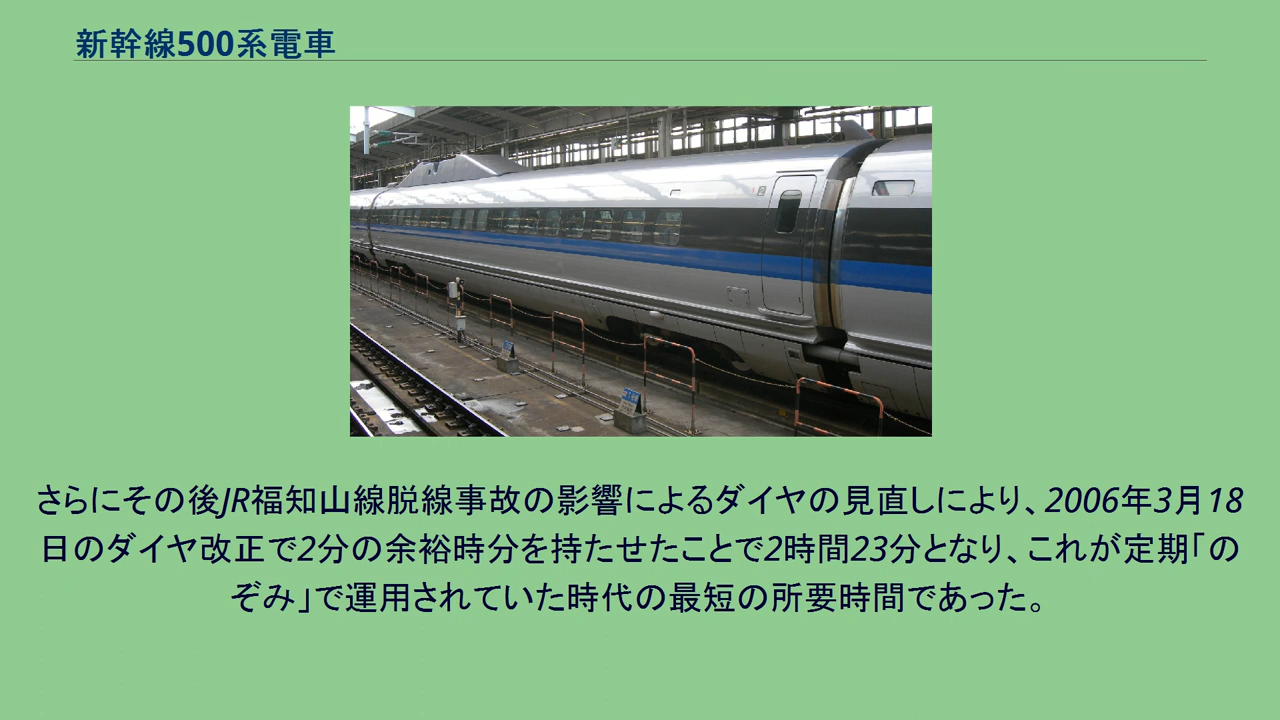 新幹線500系電車
さらにその後JR福知山線脱線事故の影響によるダイヤの見直しにより、2006年3月18
日のダイヤ改正で2分の余裕時分を持たせたことで2時間23分となり、これが定期「の
ぞみ」で運用されていた時代の最短の所要時間であった。